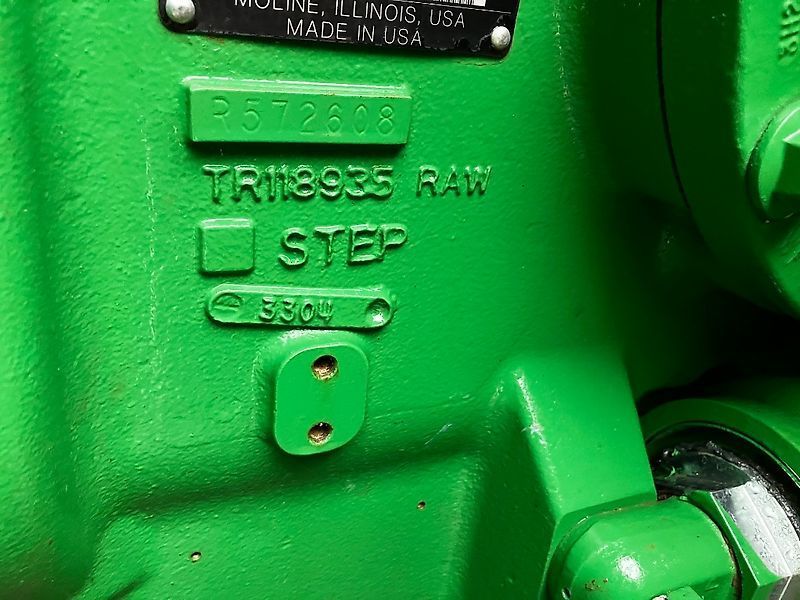 MOLINE, ILLINOIS, USA
MADE IN USA
R572608
TR118935 RAW
STEP
3304